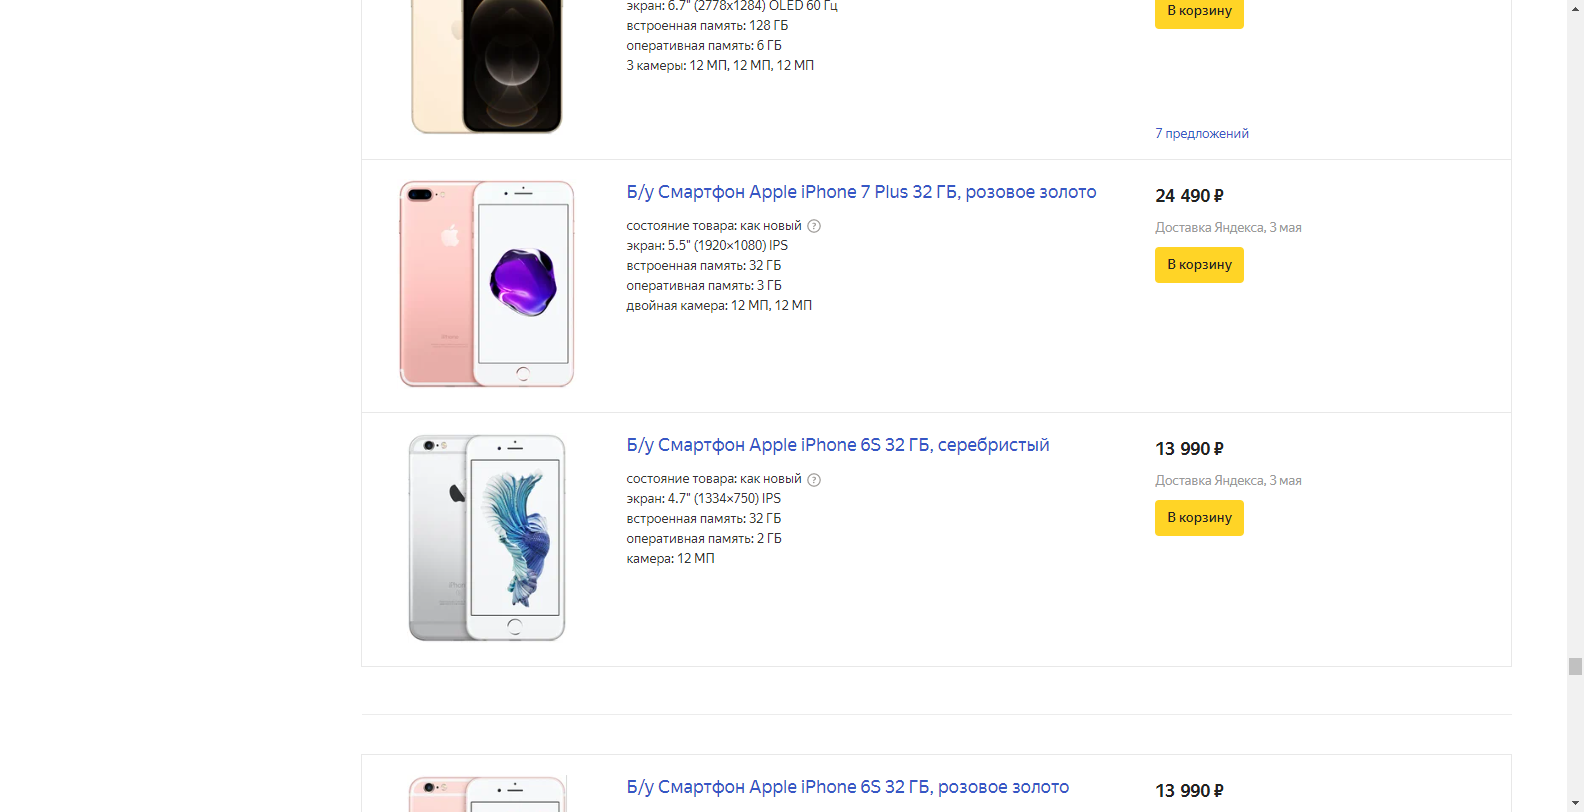 экран: 6.7" (2778x1284) OLED 60 Гц
встроенная память: 128 ГБ
оперативная память: 6 ГБ
3 камеры: 12 МП, 12 МП, 12 МП
В корзину
7 предложений
Б/у Смартфон Apple iPhone 7 Plus 32 ГБ, розовое золото
состояние товара: как новый ?
экран: 5.5" (1920×1080) IPS
встроенная память: 32 ГБ
оперативная память: 3 ГБ
двойная камера: 12 МП, 12 МП
24 490 ₽
Доставка Яндекса, 3 мая
В корзину
Б/у Смартфон Apple iPhone 6S 32 ГБ, серебристый
состояние товара: как новый ?
экран: 4.7" (1334×750) IPS
встроенная память: 32 ГБ
оперативная память: 2 ГБ
камера: 12 МП
13 990 ₽
Доставка Яндекса, 3 мая
В корзину
Б/у Смартфон Apple iPhone 6S 32 ГБ, розовое золото
13 990 ₽